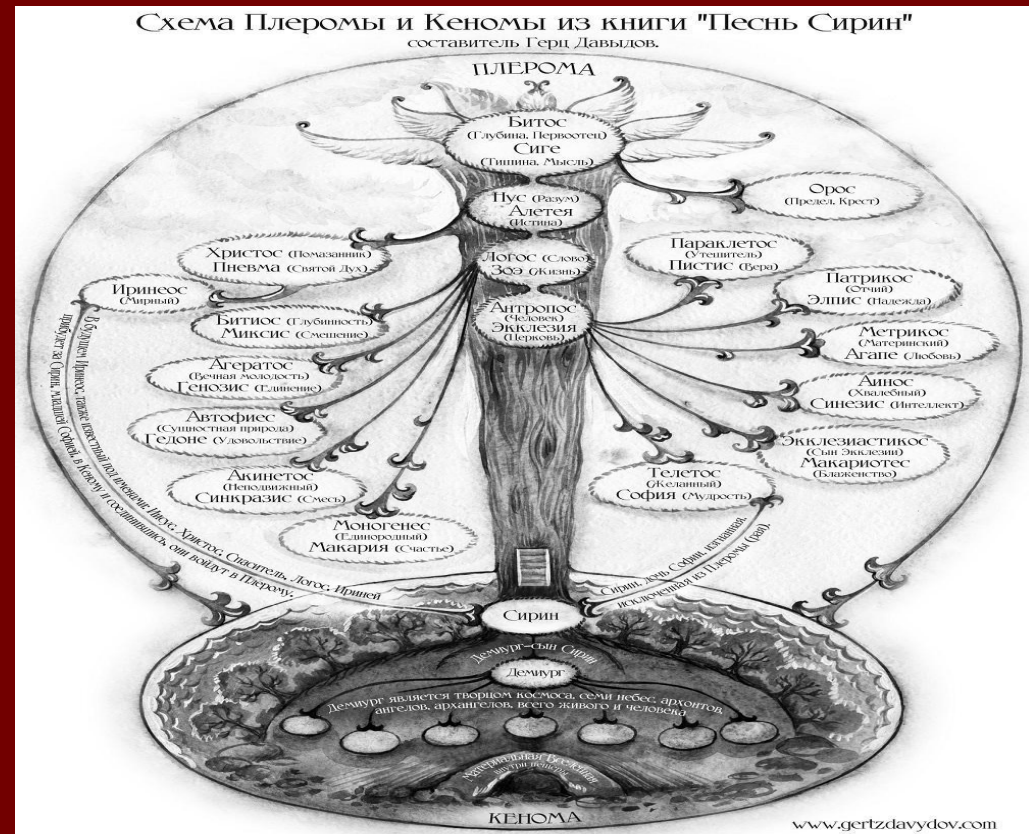 Схема Плеромы и Кеномы из книги "Песнь Сирин"
составитель Герц Давыдов.
ПЛЕРОМА
Битос
(Глубина, Первоотец)
Сиге
(Тишина, Мысль)
Нус (Разум)
Алетея
(Истина)
Орос
(Предел, Крест)
Христос (Помазанник)
Пневма (Святой Дух)
Логос (Слово)
Зоэ (Жизнь)
Параклетос
(Утешитель)
Пистис (Вера)
Иринеос
(Мирный)
Антропос
(Человек)
Экклезия
(Церковь)
Патрикос
(Отчий)
Элпис (Надежда)
Битиос (Глубинность)
Миксис (Смешение)
Метрикос
(Материнский)
Агапе (Любовь)
Агератос
(Вечная молодость)
Генозис (Единение)
Аинос
(Хвалебный)
Синезис (Интеллект)
Автофиес
(Сущностная природа)
Гедоне (Удовольствие)
Экклезиастикос
(Сын Экклезии)
Макариотес
(Блаженство)
Акинетос
(Неподвижный)
Синкразис (Смесь)
Телетос
(Желанный)
София (Мудрость)
Моногенес
(Единородный)
Макария (Счастье)
В будущем Иринеос, также известный под именами: Иисус, Христос, Спаситель, Логос, Ириней
прибудет за Сирин, младшей Софией, в Кеному и соединившись, они войдут в Плерому.
Сирин, дочь Софии, изгнанная,
исключенная из Плеромы (рая).
Сирин
Демиург-сын Сирин
Демиург
Демиург является творцом космоса, семи небес, архонтов,
ангелов, архангелов, всего живого и человека
Материальная Вселенная
внутри пещеры
КЕНОМА
www.gertzdavydov.com